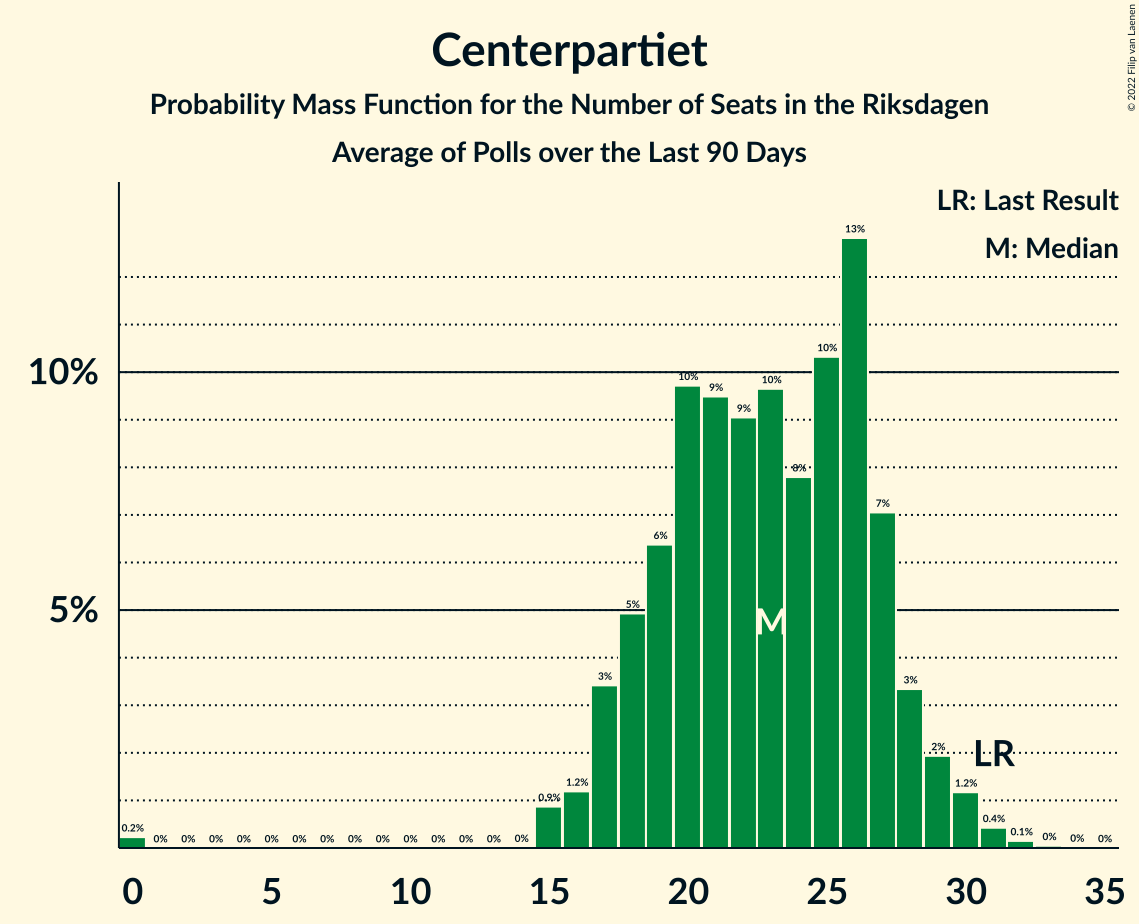 Centerpartiet
Probability Mass Function for the Number of Seats in the Riksdagen
Average of Polls over the Last 90 Days
© 2022 Filip van Laenen
LR: Last Result
M: Median
10%
5%
0.2% 0% 0% 0% 0% 0% 0% 0% 0% 0% 0% 0% 0% 0% 0% 0.9% 1.2% 3% 5% 6% 10% 9% 9% 10% 8% 10% 13% 7% 3% 2% 1.2% 0.4% 0.1% 0% 0% 0%
M
LR
0 5 10 15 20 25 30 35